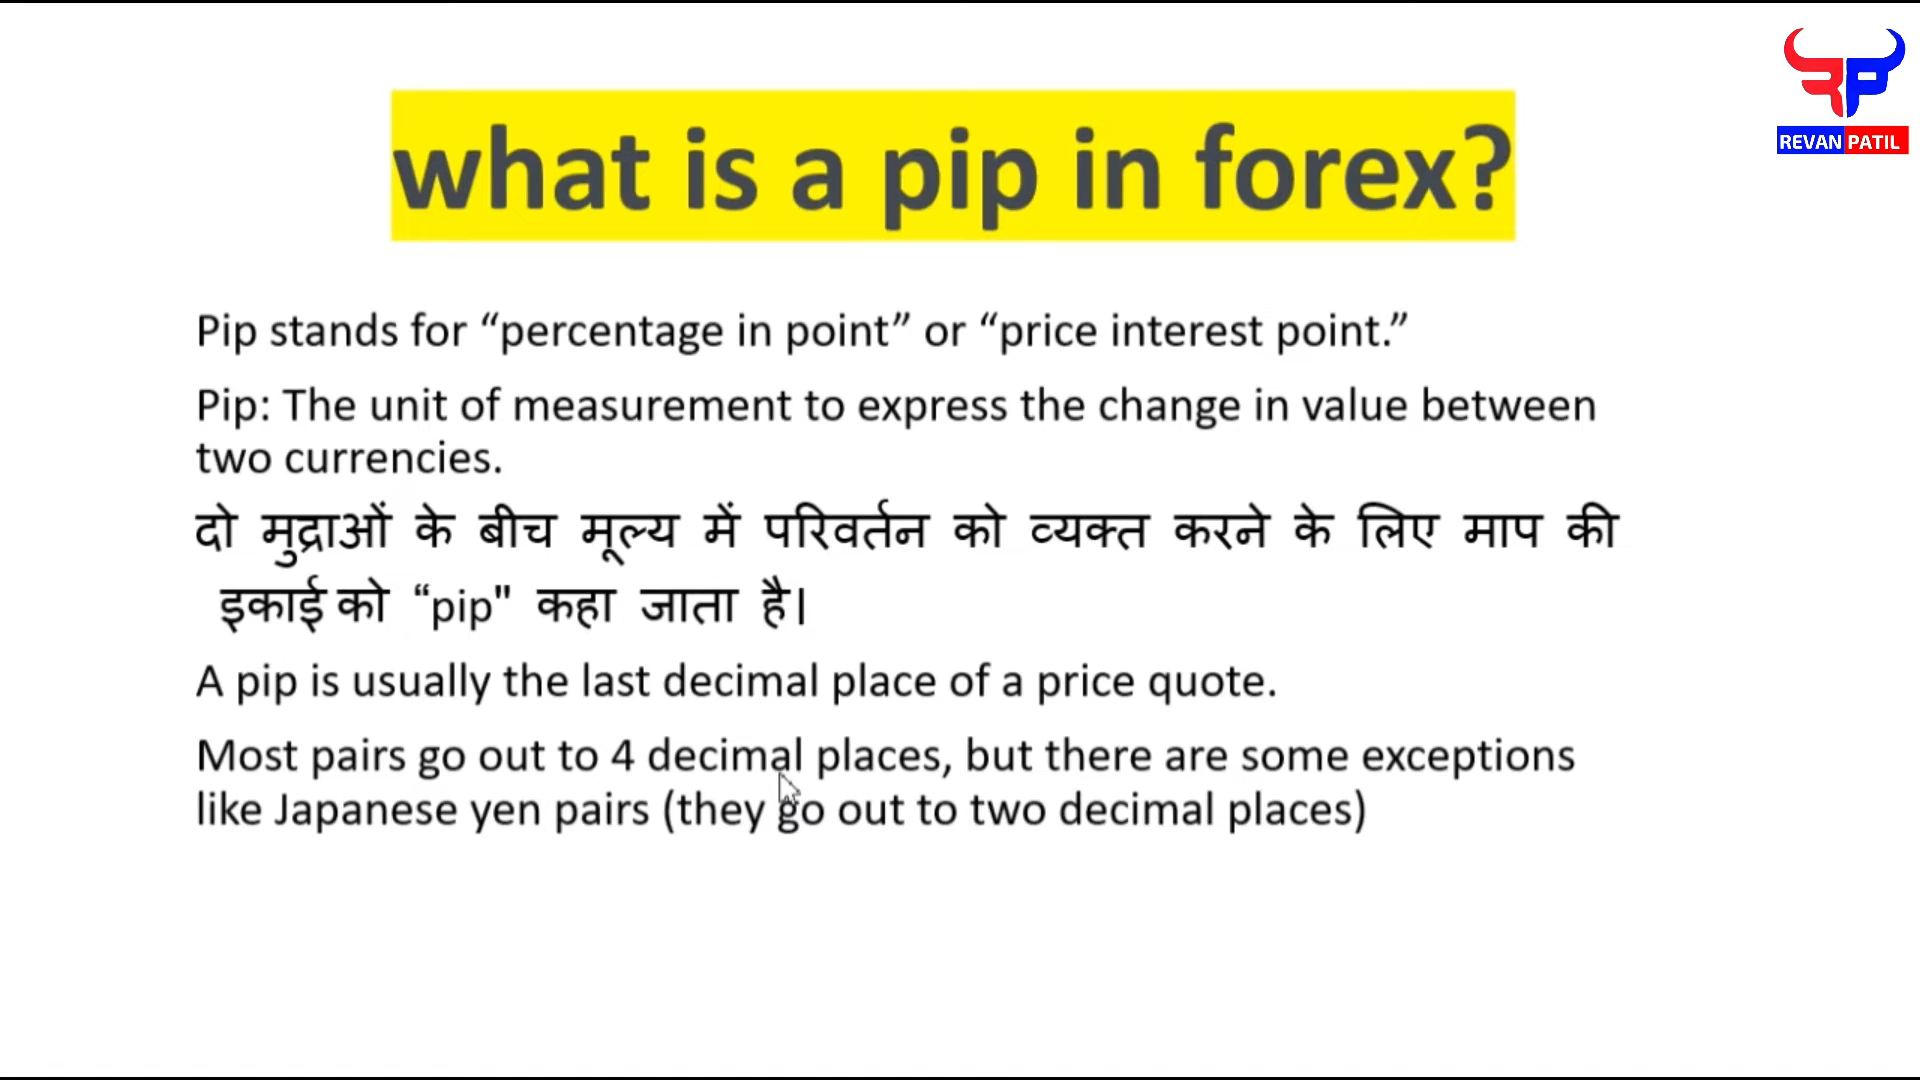 REVAN PATIL
what is a pip in forex?
Pip stands for “percentage in point” or “price interest point.”
Pip: The unit of measurement to express the change in value between
two currencies.
दो मुद्राओं के बीच मूल्य में परिवर्तन को व्यक्त करने के लिए माप की
इकाई को “pip" कहा जाता है।
A pip is usually the last decimal place of a price quote.
Most pairs go out to 4 decimal places, but there are some exceptions
like Japanese yen pairs (they go out to two decimal places)